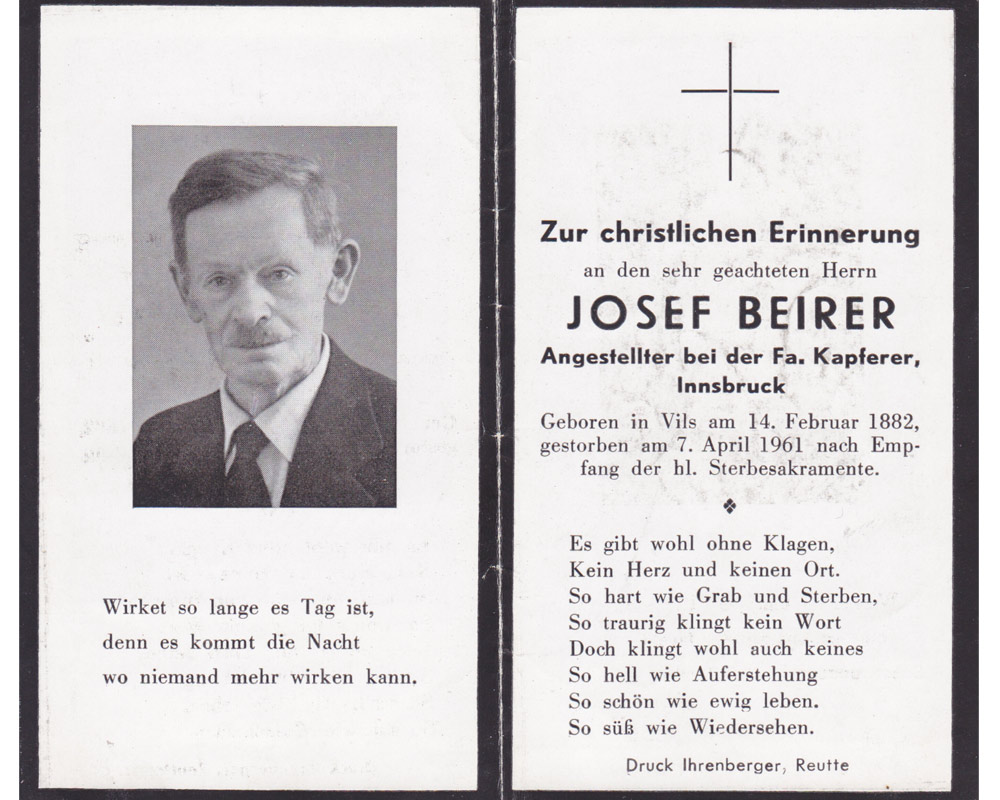 Wirket so lange es Tag ist,
denn es kommt die Nacht
wo niemand mehr wirken kann.
Zur christlichen Erinnerung
an den sehr geachteten Herrn
JOSEF BEIRER
Angestellter bei der Fa. Kapferer,
Innsbruck
Geboren in Vils am 14. Februar 1882,
gestorben am 7. April 1961 nach Emp-
fang der hl. Sterbesakramente.
Es gibt wohl ohne Klagen,
Kein Herz und keinen Ort.
So hart wie Grab und Sterben,
So traurig klingt kein Wort
Doch klingt wohl auch keines
So hell wie Auferstehung
So schön wie ewig leben.
So süß wie Wiedersehen.
Druck Ihrenberger, Reutte